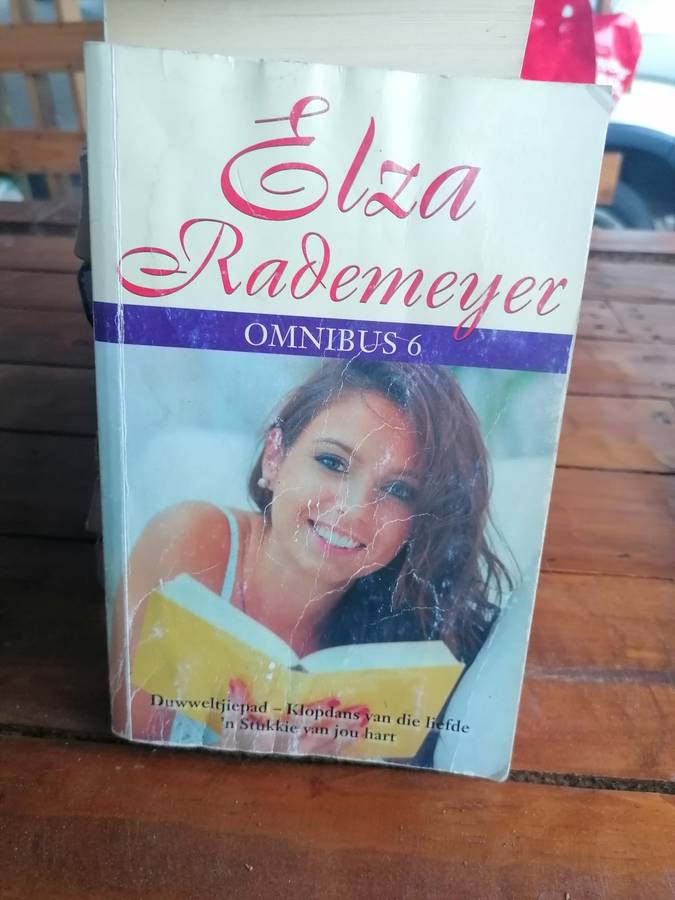 Elza
Rademeyer
OMNIBUS 6
Duwweltjiepad – Klopdans van die liefde
'n Stukkie van jou hart